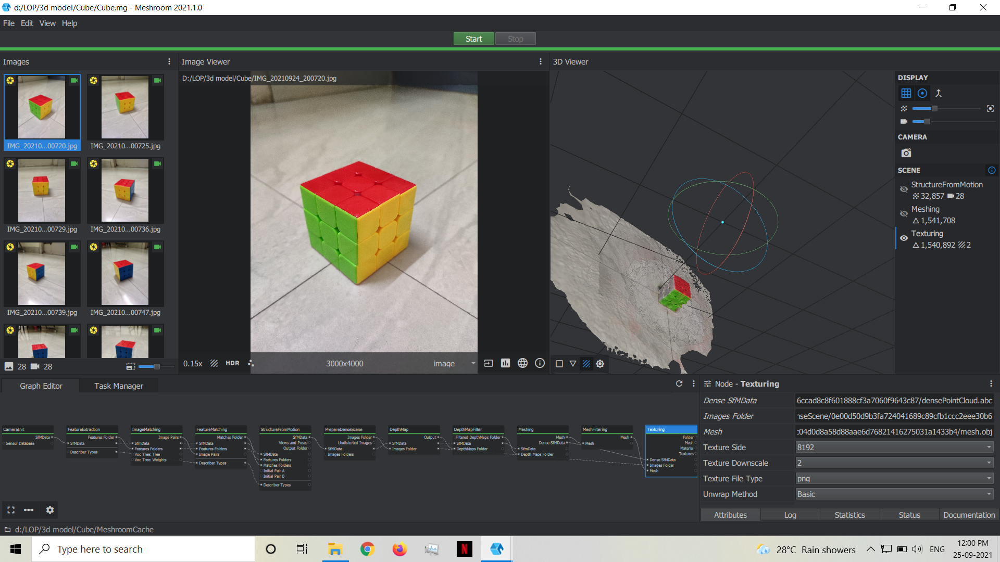 d:/LOP/3d model/Cube/Cube.mg - Meshroom 2021.1.0
File Edit View Help
Start Stop
Images
Image Viewer
3D Viewer
D:/LOP/3d model/Cube/IMG_20210924_200720.jpg
IMG_20210...00720.jpg IMG_20210...00725.jpg
IMG_20210...00729.jpg IMG_20210...00736.jpg
IMG_20210...00739.jpg IMG_20210...00747.jpg
28 28
0.15x HDR 3000x4000 image
DISPLAY
CAMERA
SCENE
StructureFromMotion
32,857 28
Meshing
1,541,708
Texturing
1,540,892 2
Graph Editor Task Manager
CameraInit
SfMData
Sensor Database
FeatureExtraction
Features Folder
SfMData
Describer Types
ImageMatching
Image Pairs
SfmData
Features Folders
Voc Tree: Tree
Voc Tree: Weights
FeatureMatching
Matches Folder
SfMData
Features Folders
Image Pairs
Describer Types
StructureFromMotion
SfMData
Views and Poses
Output Folder
SfMData
Features Folders
Matches Folders
Initial Pair A
Initial Pair B
Describer Types
PrepareDenseScene
Images Folder
Undistorted Images
SfMData
Images Folders
DepthMap
Output
SfMData
Images Folder
DepthMapFilter
Filtered DepthMaps Folder
SfMData
DepthMaps Folder
Meshing
Mesh
Dense SfMData
SfmData
Depth Maps Folder
MeshFiltering
Mesh
Mesh
Texturing
Folder
Mesh
Material
Textures
Dense SfMData
Images Folder
Mesh
Node - Texturing
Dense SfMData 6ccad8c8f601888cf3a7060f9643c87/densePointCloud.abc
Images Folder nseScene/0e00d50d9b3fa724041689c89cfb1ccc2eee30b6
Mesh :04d0d8a58d88aae6d76821416275031a1433b4/mesh.obj
Texture Side 8192
Texture Downscale 2
Texture File Type png
Unwrap Method Basic
Attributes Log Statistics Status Documentation
d:/LOP/3d model/Cube/MeshroomCache
Type here to search
N
28°C Rain showers ENG 12:00 PM
25-09-2021